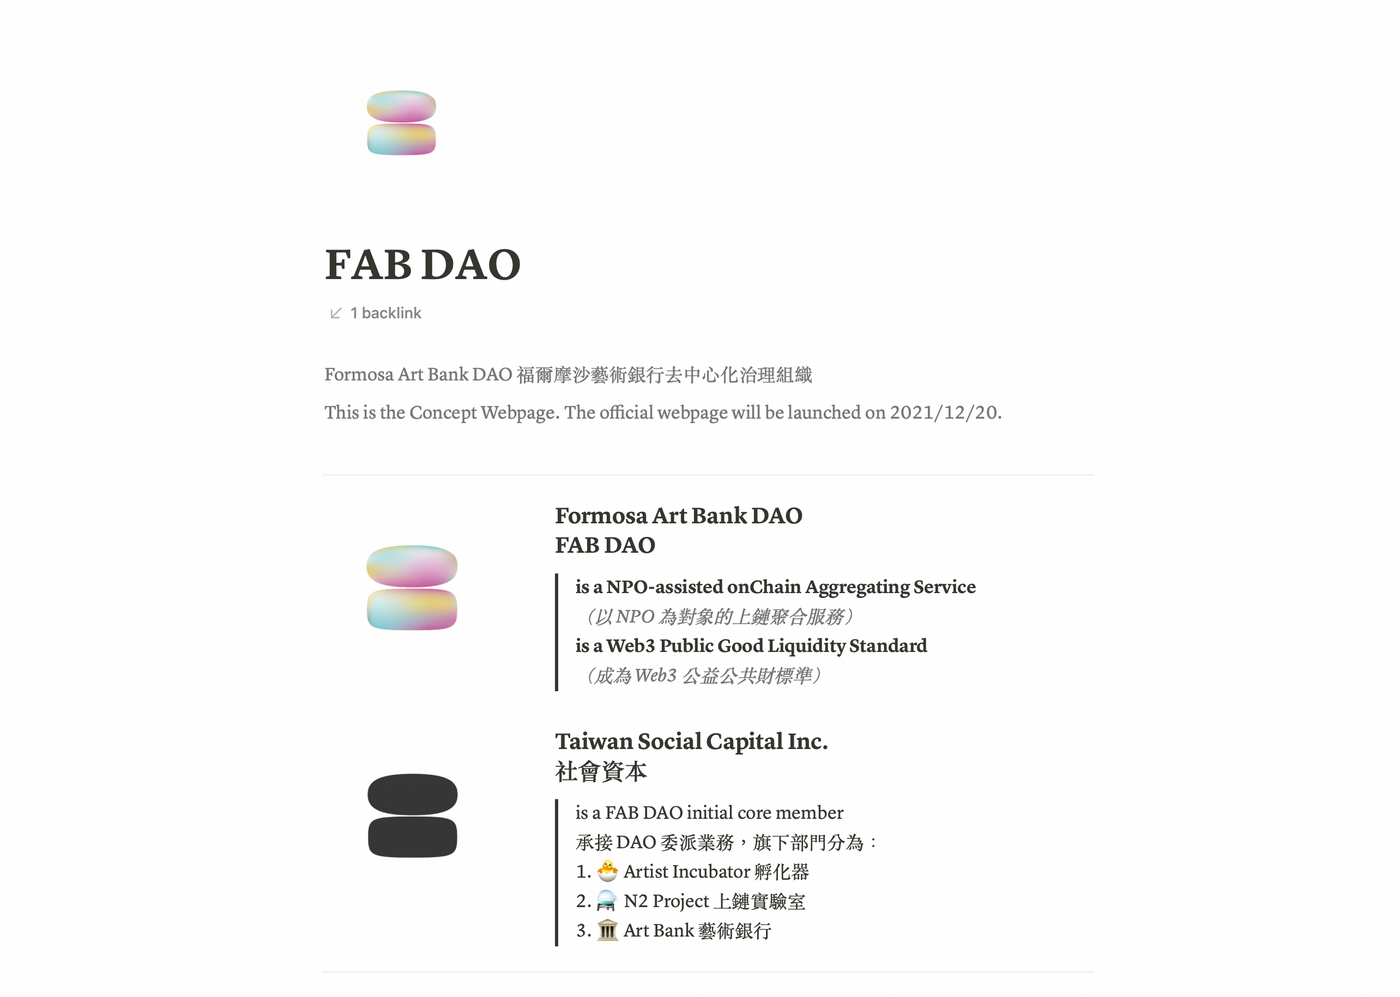 FAB DAO
1 backlink
Formosa Art Bank DAO 福爾摩沙藝術銀行去中心化治理組織
This is the Concept Webpage. The official webpage will be launched on 2021/12/20.
Formosa Art Bank DAO
FAB DAO
is a NPO-assisted onChain Aggregating Service
（以 NPO 為對象的上鏈聚合服務）
is a Web3 Public Good Liquidity Standard
（成為 Web3 公益公共財標準）
Taiwan Social Capital Inc.
社會資本
is a FAB DAO initial core member
承接 DAO 委派業務，旗下部門分為：
1. 🐣 Artist Incubator 孵化器
2. 🔮 N2 Project 上鏈實驗室
3. 🏛 Art Bank 藝術銀行